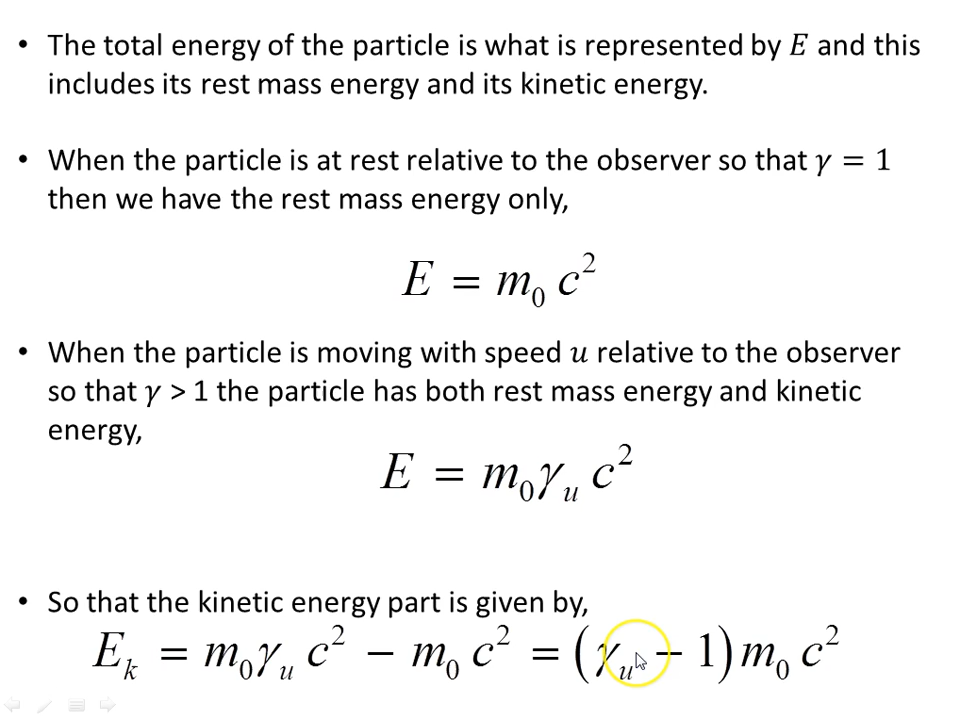 • The total energy of the particle is what is represented by E and this
includes its rest mass energy and its kinetic energy.
• When the particle is at rest relative to the observer so that γ = 1
then we have the rest mass energy only,
E = m₀ c²
• When the particle is moving with speed u relative to the observer
so that γ > 1 the particle has both rest mass energy and kinetic
energy,
E = m₀γᵤ c²
• So that the kinetic energy part is given by,
Eₖ = m₀γᵤ c² − m₀ c² = (γᵤ − 1) m₀ c²